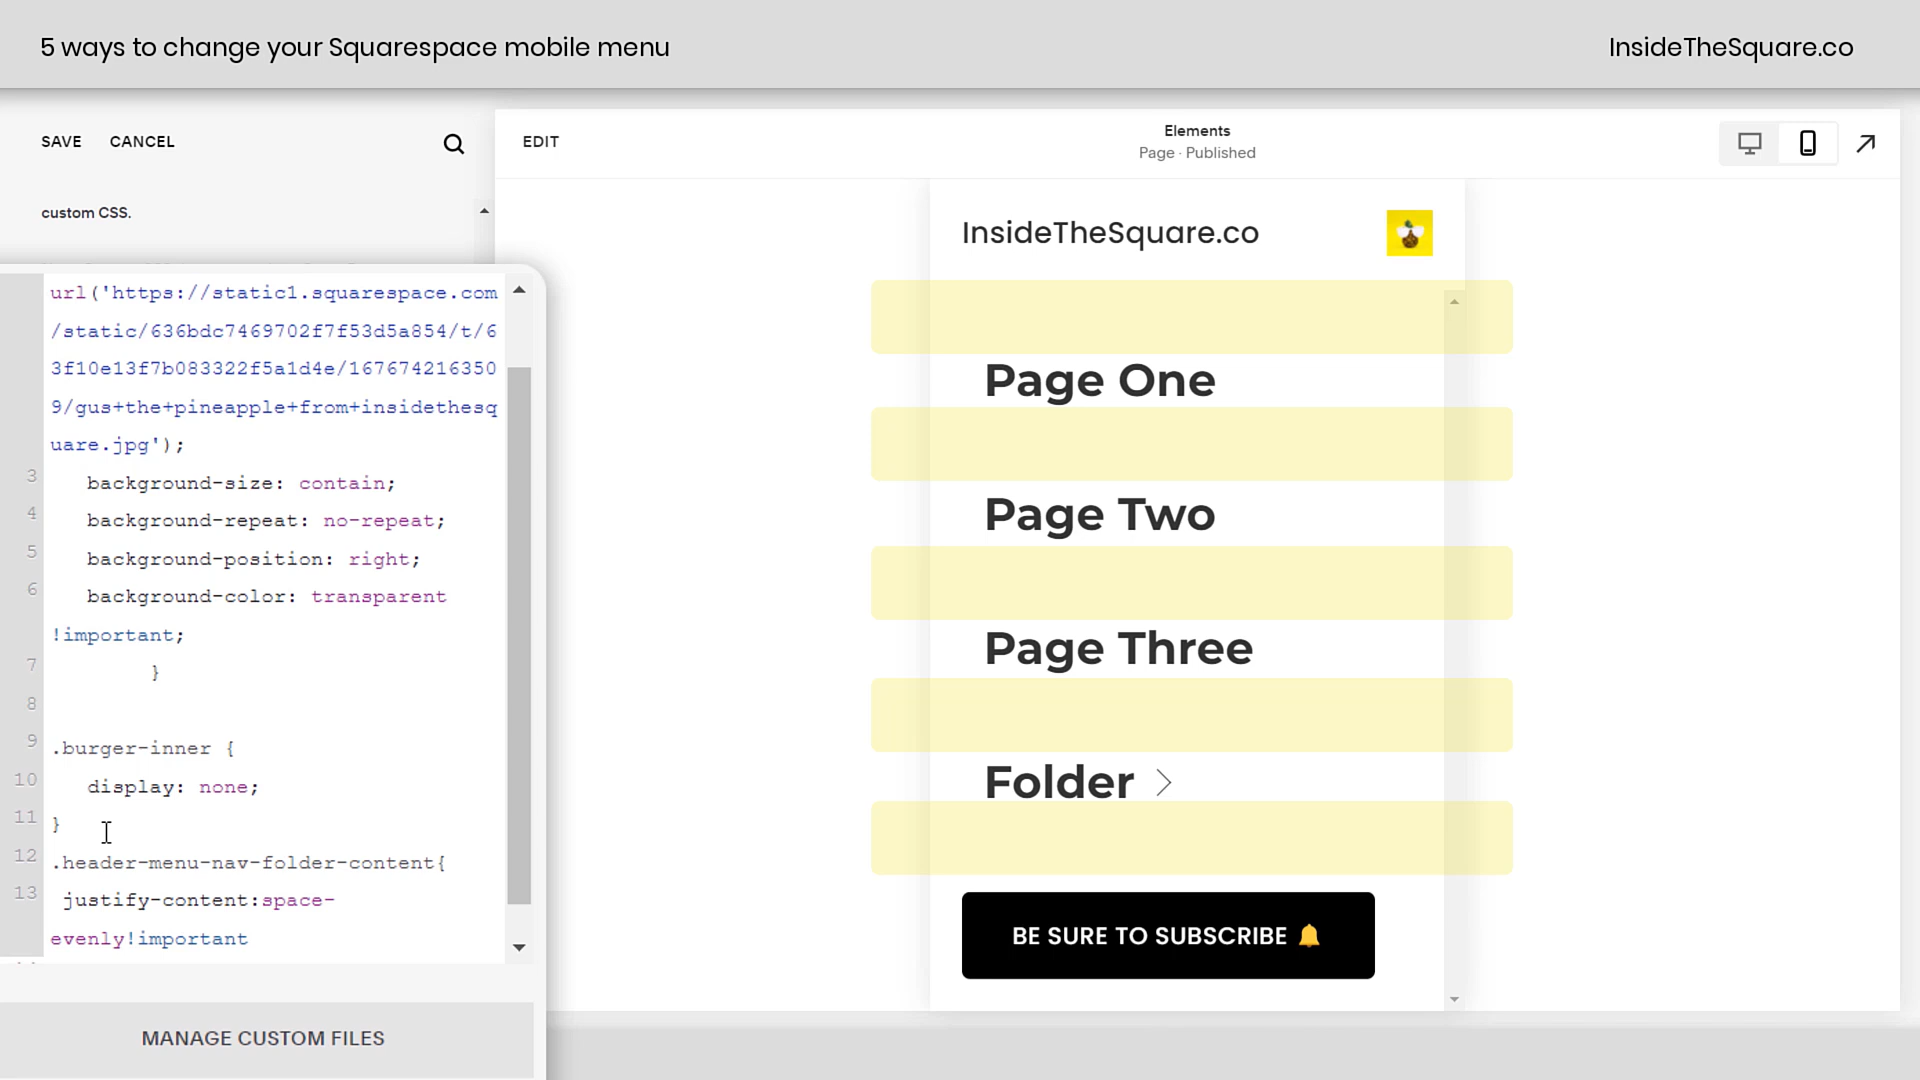 5 ways to change your Squarespace mobile menu
InsideTheSquare.co
SAVE CANCEL
EDIT
Elements
Page · Published
custom CSS.
url('https://static1.squarespace.com
/static/636bdc7469702f7f53d5a854/t/6
3f10e13f7b083322f5a1d4e/167674216350
9/gus+the+pineapple+from+insidethesq
uare.jpg');
3 background-size: contain;
4 background-repeat: no-repeat;
5 background-position: right;
6 background-color: transparent
!important;
7 }
8
9 .burger-inner {
10 display: none;
11 }
12 .header-menu-nav-folder-content{
13 justify-content:space-
evenly!important
MANAGE CUSTOM FILES
InsideTheSquare.co
Page One
Page Two
Page Three
Folder
BE SURE TO SUBSCRIBE 🔔